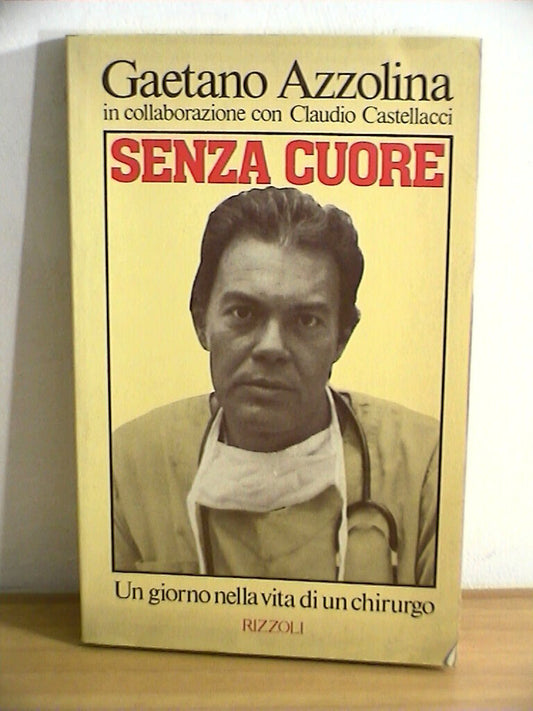 Gaetano Azzolina
in collaborazione con Claudio Castellacci
SENZA CUORE
Un giorno nella vita di un chirurgo
RIZZOLI